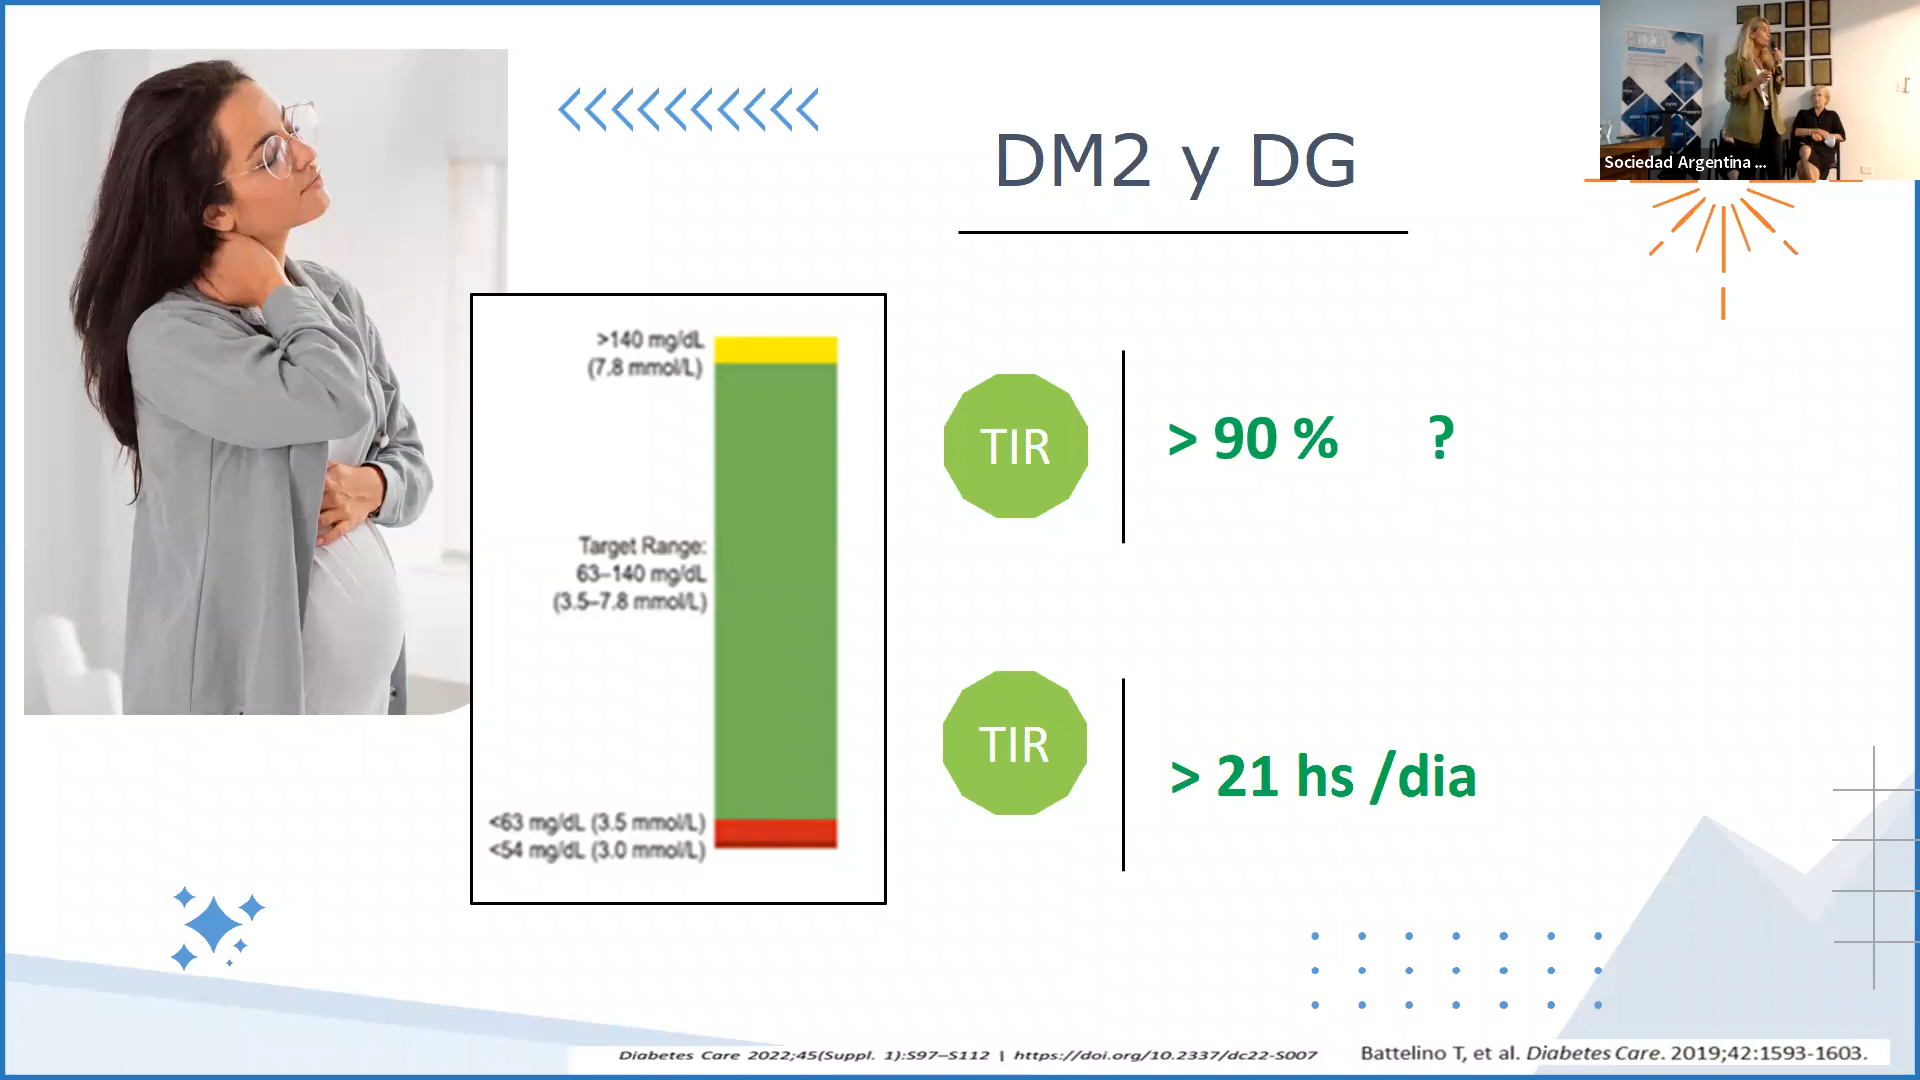 DM2 y DG
Sociedad Argentina ...
>140 mg/dL
(7.8 mmol/L)
Target Range:
63–140 mg/dL
(3.5–7.8 mmol/L)
<63 mg/dL (3.5 mmol/L)
<54 mg/dL (3.0 mmol/L)
TIR
> 90 % ?
TIR
> 21 hs /dia
Diabetes Care 2022;45(Suppl. 1):S97–S112 | https://doi.org/10.2337/dc22-S007
Battelino T, et al. Diabetes Care. 2019;42:1593-1603.